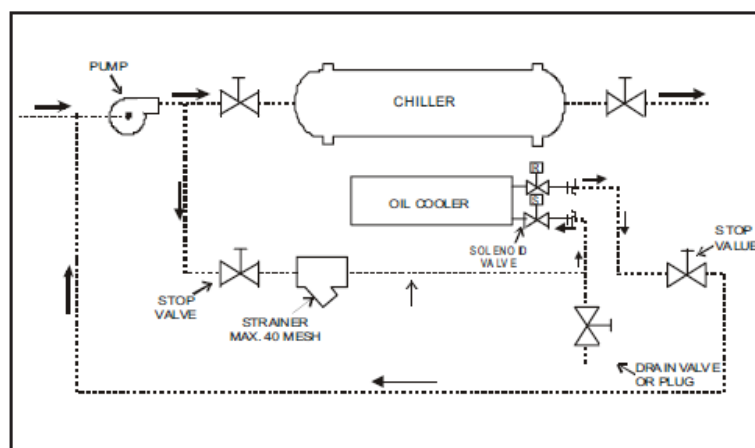 PUMP
CHILLER
R
OIL COOLER
S
SOLENOID
VALVE
STOP
VALUE
STOP
VALVE
STRAINER
MAX. 40 MESH
DRAIN VALVE
OR PLUG